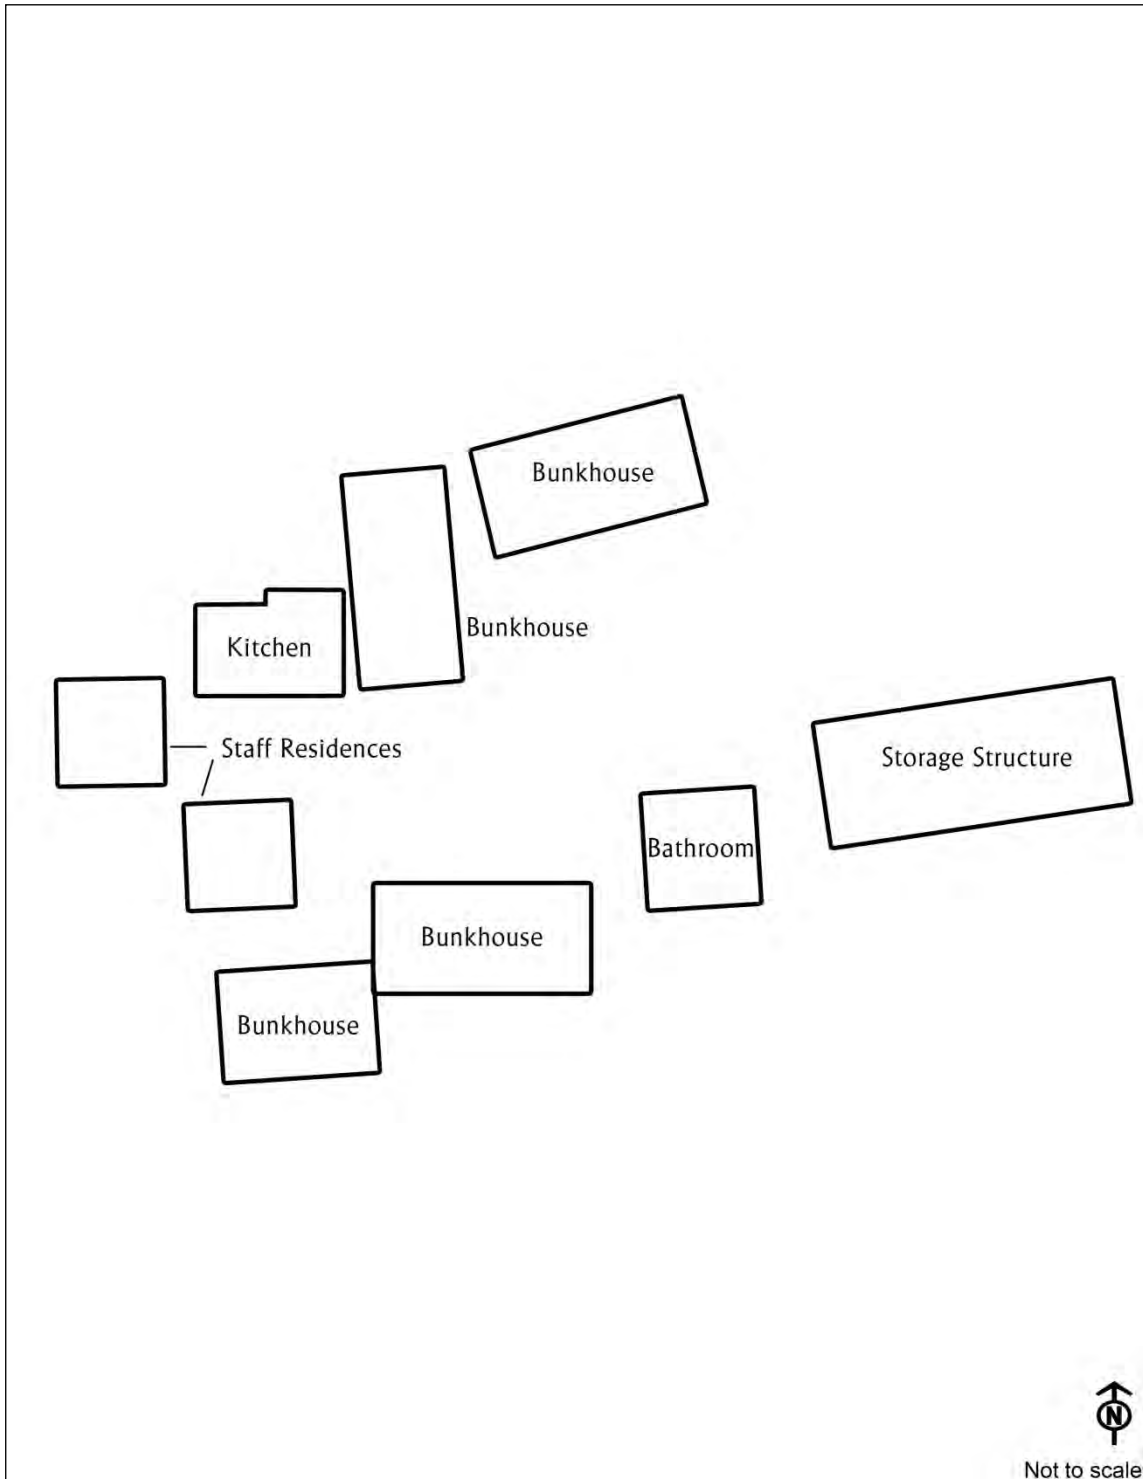 Bunkhouse
Bunkhouse
Kitchen
Staff Residences
Storage Structure
Bathroom
Bunkhouse
Bunkhouse
N
Not to scale